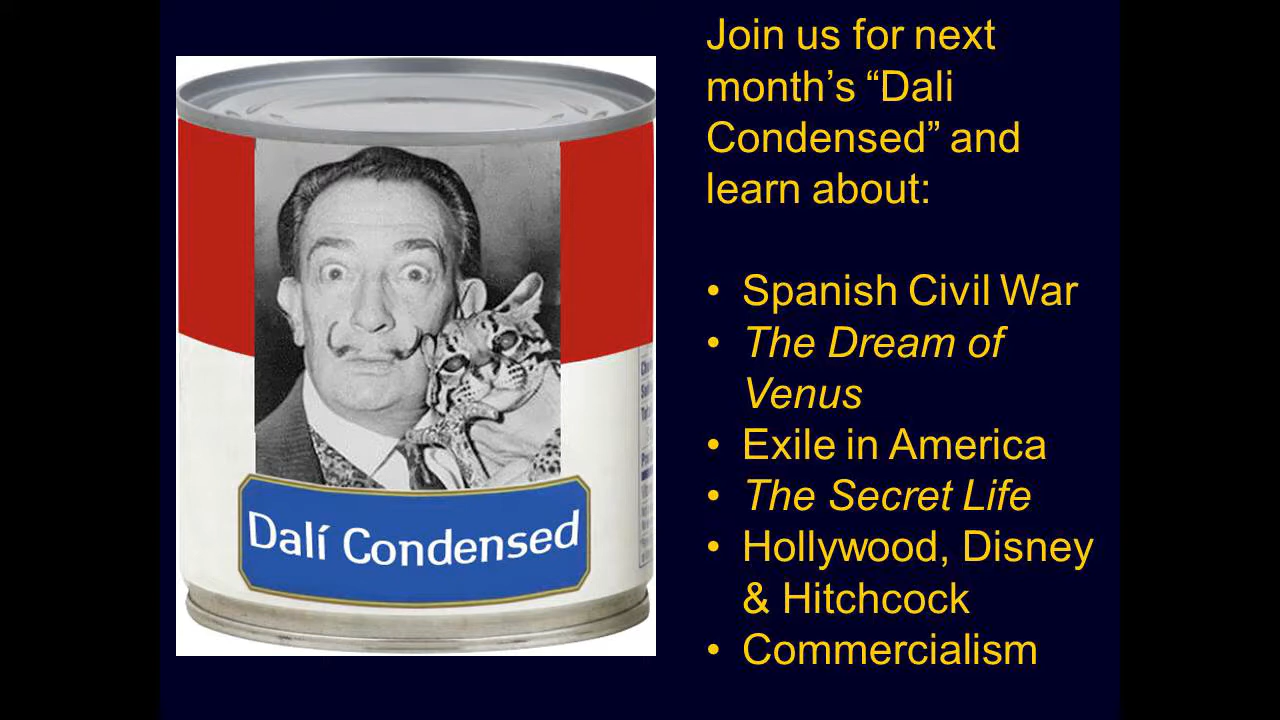 Join us for next
month's “Dali
Condensed” and
learn about:
• Spanish Civil War
• The Dream of
Venus
• Exile in America
• The Secret Life
• Hollywood, Disney
& Hitchcock
• Commercialism
Dalí Condensed